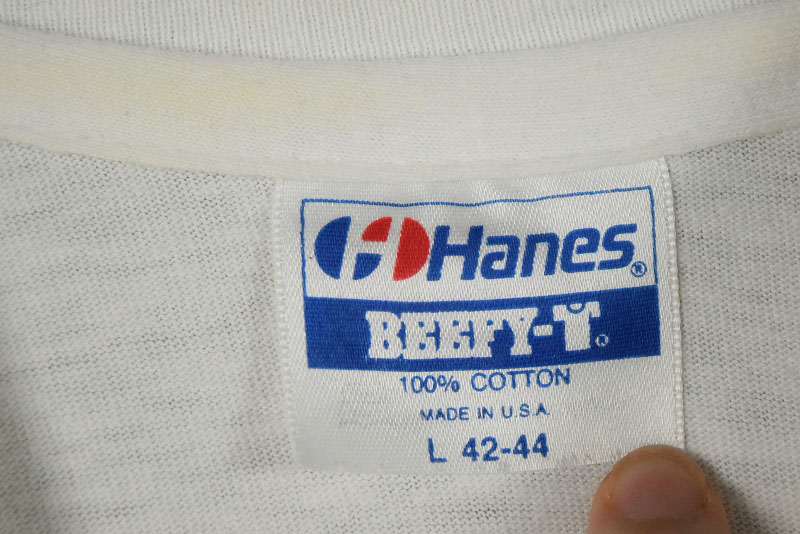 Hanes®
BEEFY-T®
100% COTTON
MADE IN U.S.A.
L 42-44